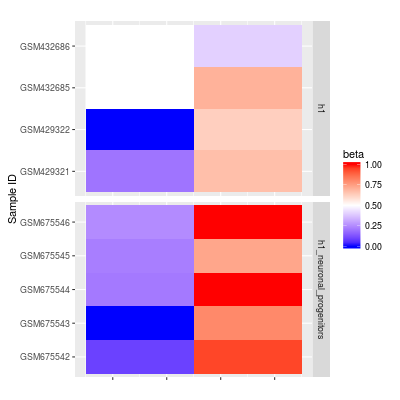 Sample ID
GSM432686
GSM432685
GSM429322
GSM429321
h1
GSM675546
GSM675545
GSM675544
GSM675543
GSM675542
h1_neuronal_progenitors
beta
1.00
0.75
0.50
0.25
0.00